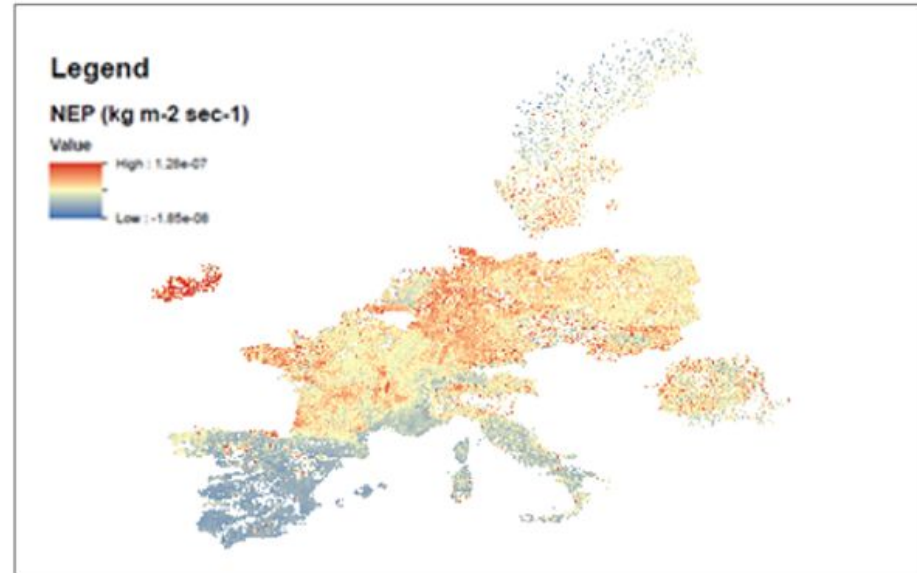 Legend
NEP (kg m-2 sec-1)
Value
High : 1.28e-07
Low : -1.85e-08